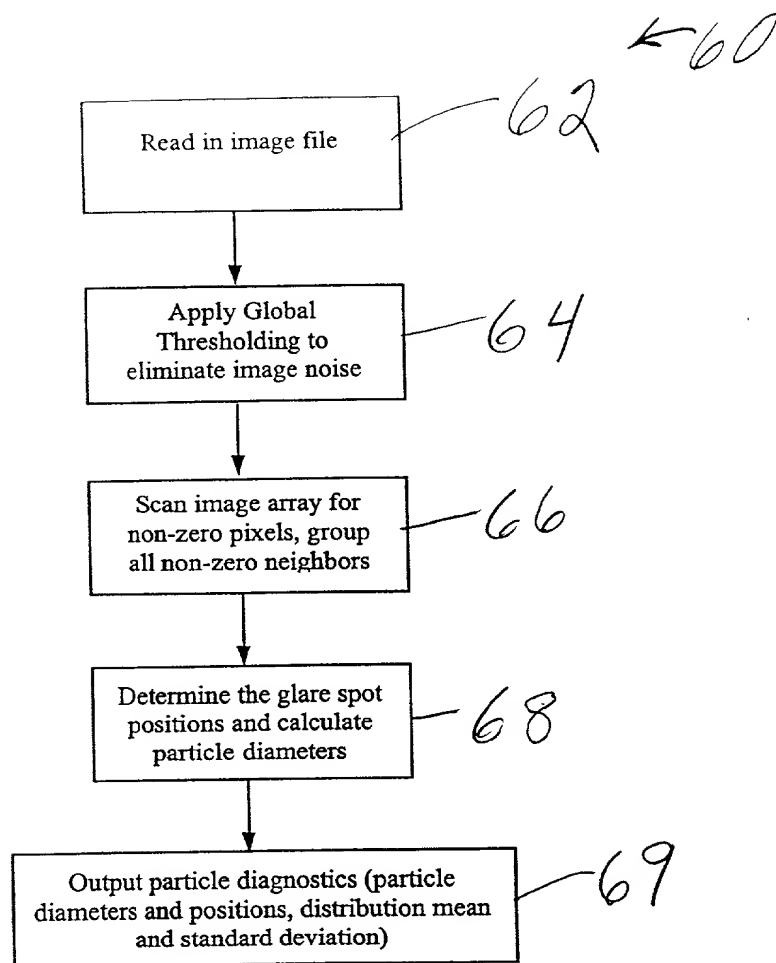 60
Read in image file
62
Apply Global
Thresholding to
eliminate image noise
64
Scan image array for
non-zero pixels, group
all non-zero neighbors
66
Determine the glare spot
positions and calculate
particle diameters
68
Output particle diagnostics (particle
diameters and positions, distribution mean
and standard deviation)
69